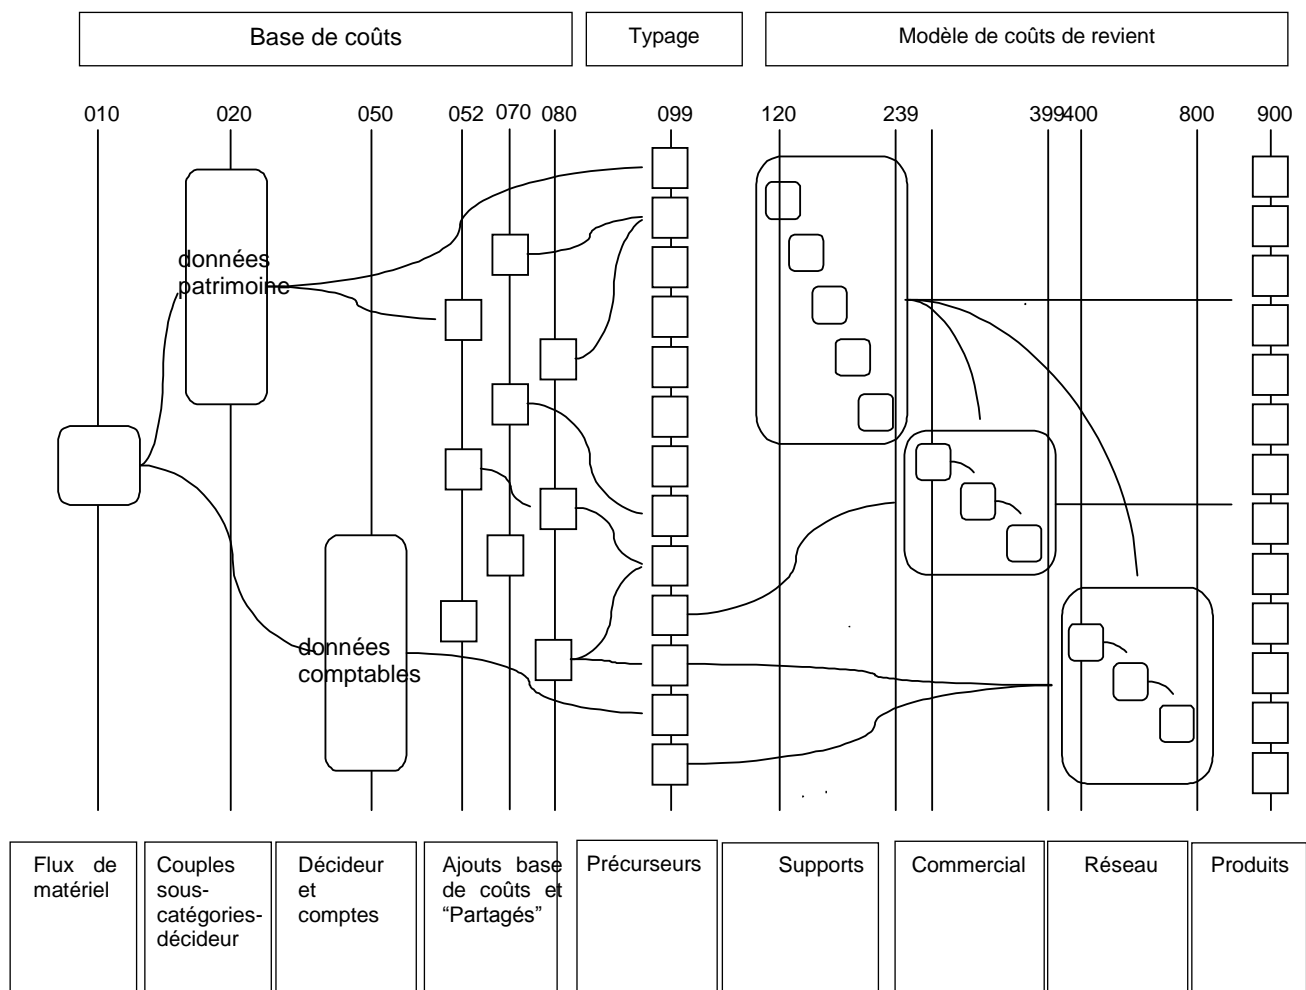 Base de coûts
Typage
Modèle de coûts de revient
010
020
050
052
070
080
099
120
239
399
400
800
900
données
patrimoine
données
comptables
Flux de
matériel
Couples
sous-
catégories-
décideur
Décideur
et
comptes
Ajouts base
de coûts et
“Partagés”
Précurseurs
Supports
Commercial
Réseau
Produits